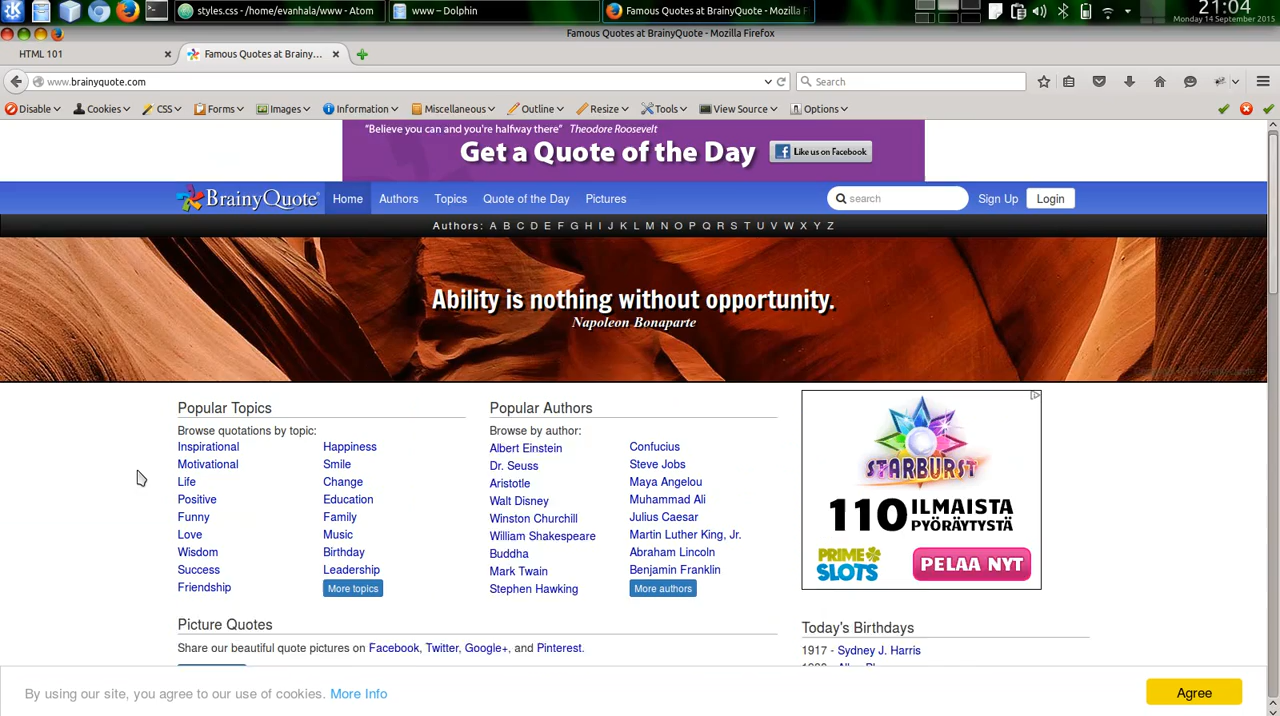 styles.css - /home/evanhala/www - Atom
www – Dolphin
Famous Quotes at BrainyQuote - Mozilla F
21:04
Monday 14 September 2015
Famous Quotes at BrainyQuote - Mozilla Firefox
HTML 101
Famous Quotes at BrainyQ...
www.brainyquote.com
Search
Disable
Cookies
CSS
Forms
Images
Information
Miscellaneous
Outline
Resize
Tools
View Source
Options
"Believe you can and you're halfway there" Theodore Roosevelt
Get a Quote of the Day
Like us on Facebook
BrainyQuote
Home
Authors
Topics
Quote of the Day
Pictures
search
Sign Up
Login
Authors: A B C D E F G H I J K L M N O P Q R S T U V W X Y Z
Ability is nothing without opportunity.
Napoleon Bonaparte
Popular Topics
Browse quotations by topic:
Inspirational
Motivational
Life
Positive
Funny
Love
Wisdom
Success
Friendship
Happiness
Smile
Change
Education
Family
Music
Birthday
Leadership
More topics
Popular Authors
Browse by author:
Albert Einstein
Dr. Seuss
Aristotle
Walt Disney
Winston Churchill
William Shakespeare
Buddha
Mark Twain
Stephen Hawking
Confucius
Steve Jobs
Maya Angelou
Muhammad Ali
Julius Caesar
Martin Luther King, Jr.
Abraham Lincoln
Benjamin Franklin
More authors
STARBURST
110 ILMAISTA
PYÖRÄYTYSTÄ
PRIME
SLOTS
PELAA NYT
Picture Quotes
Share our beautiful quote pictures on Facebook, Twitter, Google+, and Pinterest.
Today's Birthdays
1917 - Sydney J. Harris
By using our site, you agree to our use of cookies. More Info
Agree